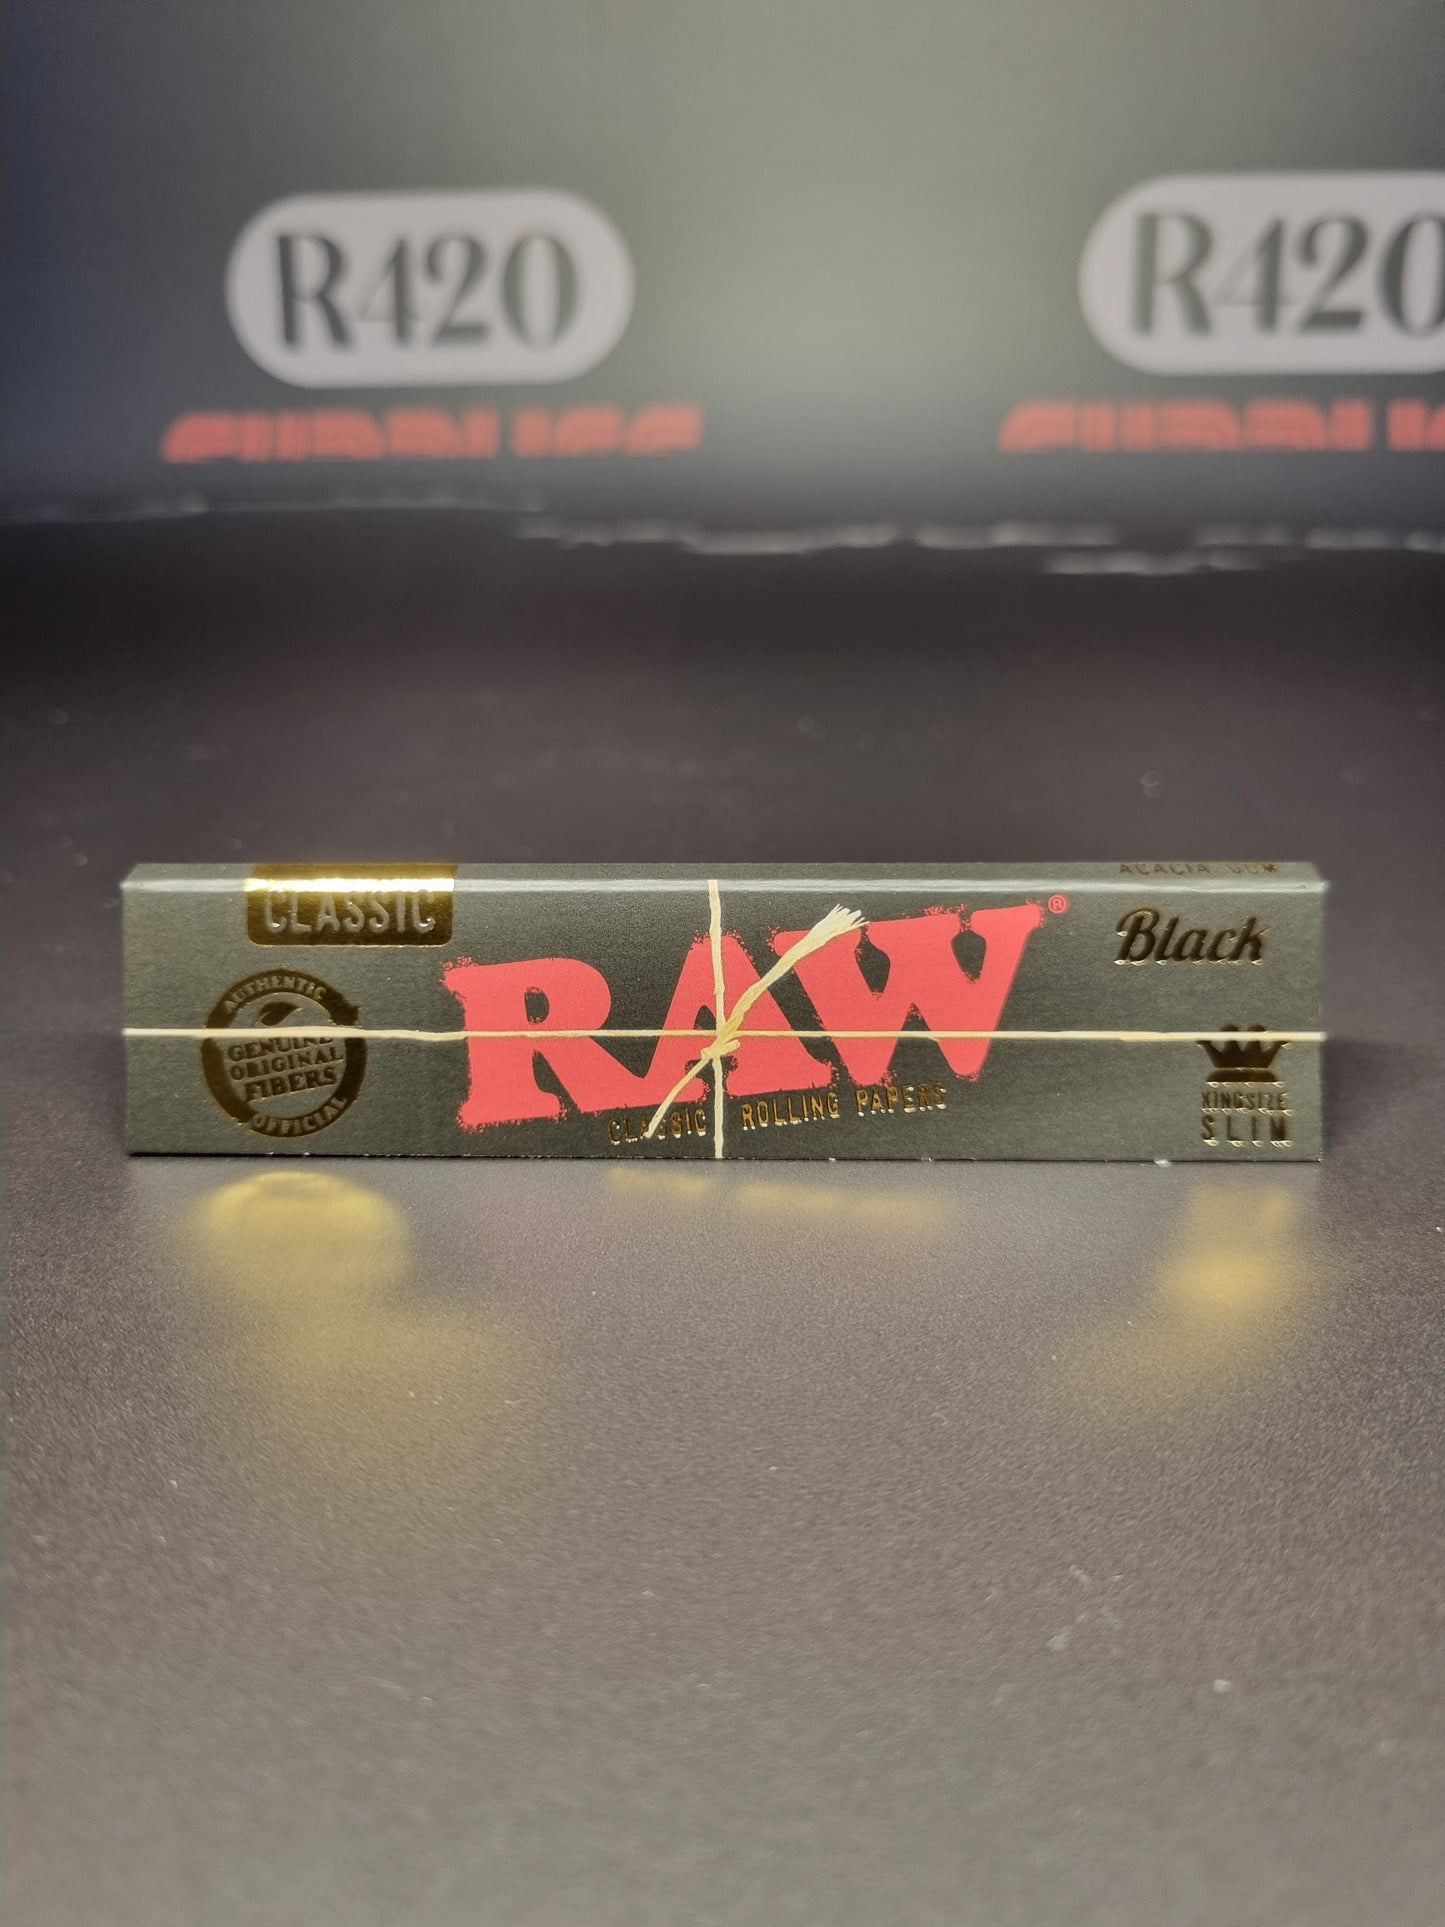 R420
R420
CLASSIC
ACACIA GUM
RAW®
Black
AUTHENTIC
GENUINE
ORIGINAL
FIBERS
OFFICIAL
CLASSIC ROLLING PAPERS
KINGSIZE
SLIM